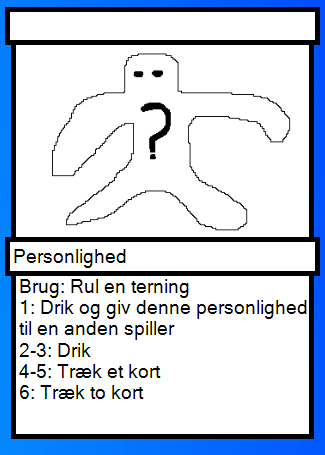 ?
Personlighed
Brug: Rul en terning
1: Drik og giv denne personlighed
til en anden spiller
2-3: Drik
4-5: Træk et kort
6: Træk to kort